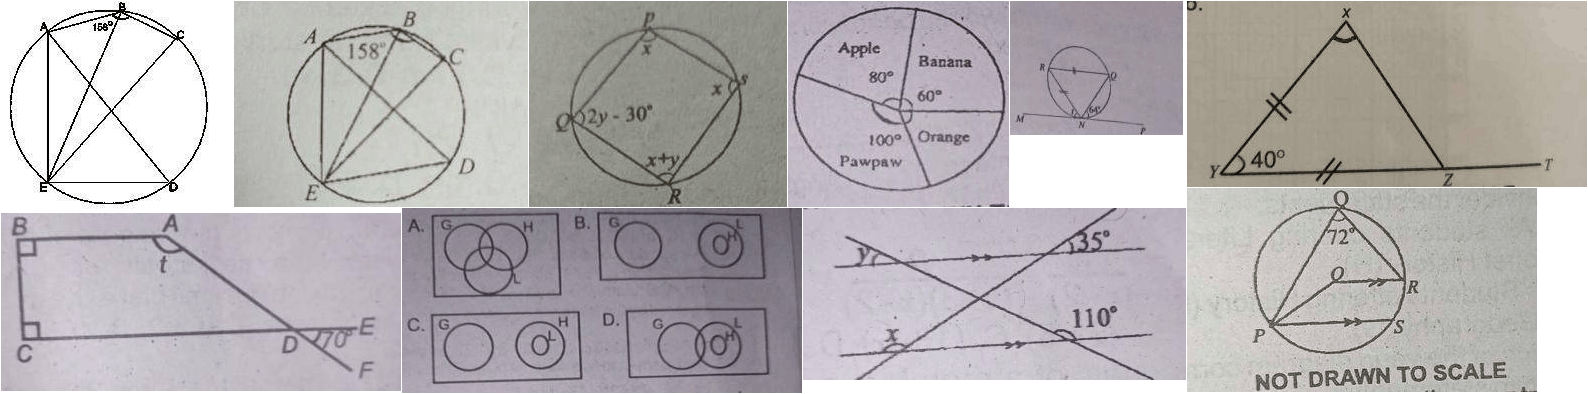 A
B
C
158°
E
D
A
B
C
158°
E
D
P
x
S
x
Q
2y - 30°
x+y
R
Apple
80°
Banana
60°
100°
Orange
Pawpaw
R
Q
64°
M
N
P
X
Y
40°
Z
T
B
A
t
C
D
70°
E
F
A.
G
H
L
B.
G
H
L
C.
G
H
L
D.
G
H
L
y
35°
x
110°
Q
72°
O
R
P
S
NOT DRAWN TO SCALE